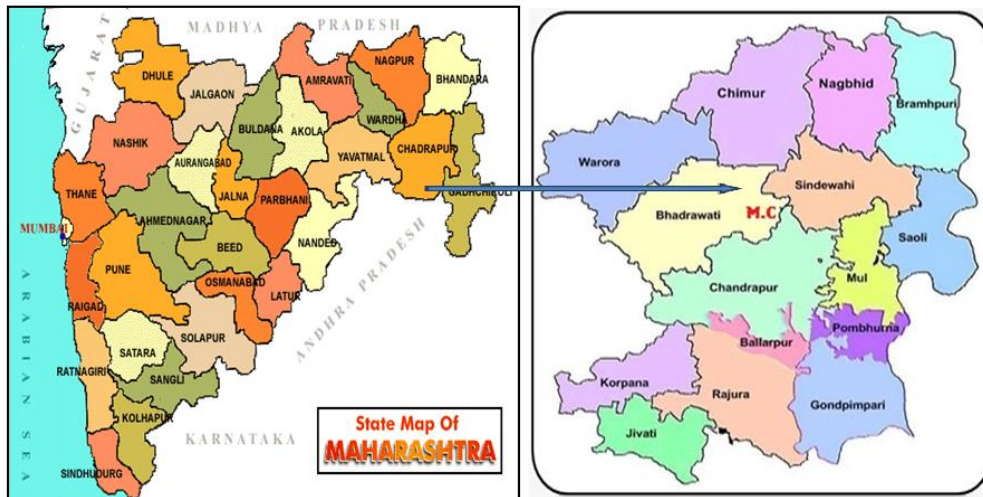 MADHYA PRADESH
GUJARAT
DHULE
JALGAON
NASHIK
BULDANA
AKOLA
AMRAVATI
NAGPUR
WARDHA
BHANDARA
YAVATMAL
CHADRAPUR
GADHCHIROLI
AURANGABAD
JALNA
PARBHANI
THANE
MUMBAI
AHMEDNAGAR
BEED
NANDED
PUNE
RAIGAD
OSMANABAD
LATUR
ANDHRA PRADESH
SATARA
SOLAPUR
RATNAGIRI
SANGLI
KOLHAPUR
KARNATAKA
SINDHUDURG
ARABIAN SEA
State Map Of
MAHARASHTRA
Chimur
Nagbhid
Bramhpuri
Warora
Sindewahi
Bhadrawati
M.C
Saoli
Chandrapur
Mul
Pombhurna
Ballarpur
Korpana
Rajura
Gondpimpari
Jivati